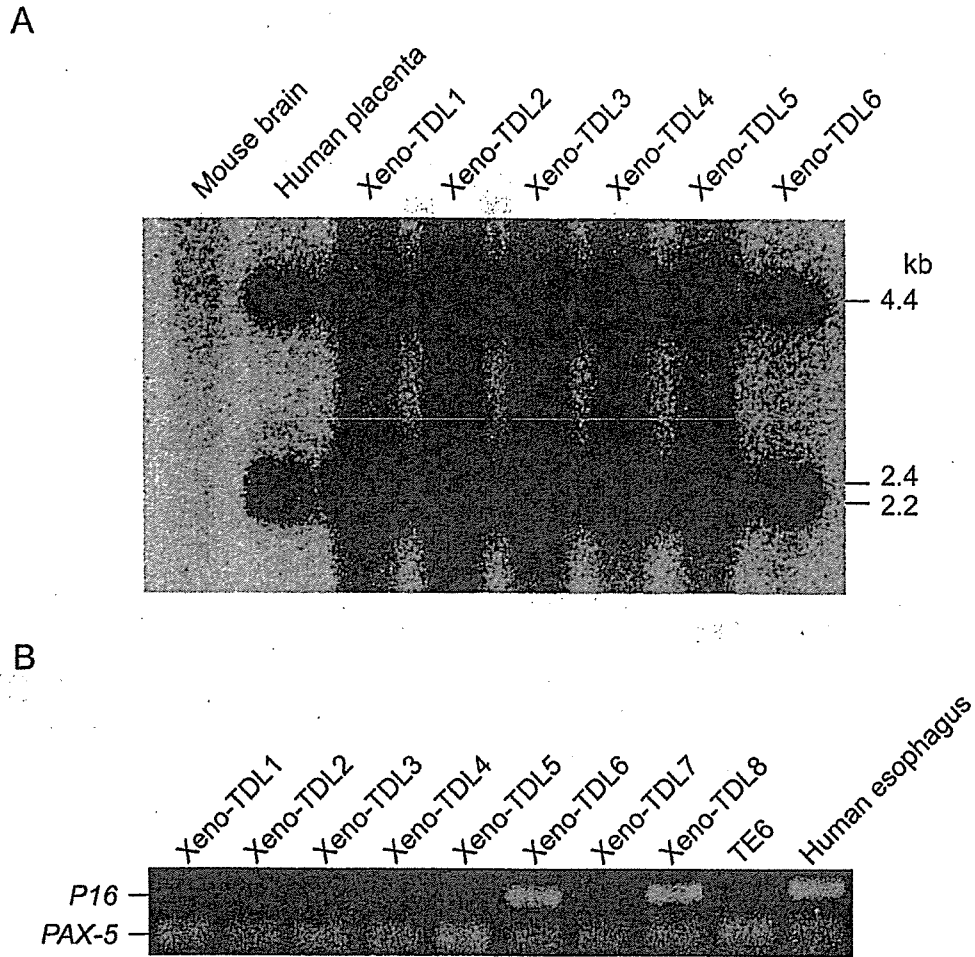 A
Mouse brain
Human placenta
Xeno-TDL1
Xeno-TDL2
Xeno-TDL3
Xeno-TDL4
Xeno-TDL5
Xeno-TDL6
kb
4.4
2.4
2.2
B
Xeno-TDL1
Xeno-TDL2
Xeno-TDL3
Xeno-TDL4
Xeno-TDL5
Xeno-TDL6
Xeno-TDL7
Xeno-TDL8
TE6
Human esophagus
P16
PAX-5